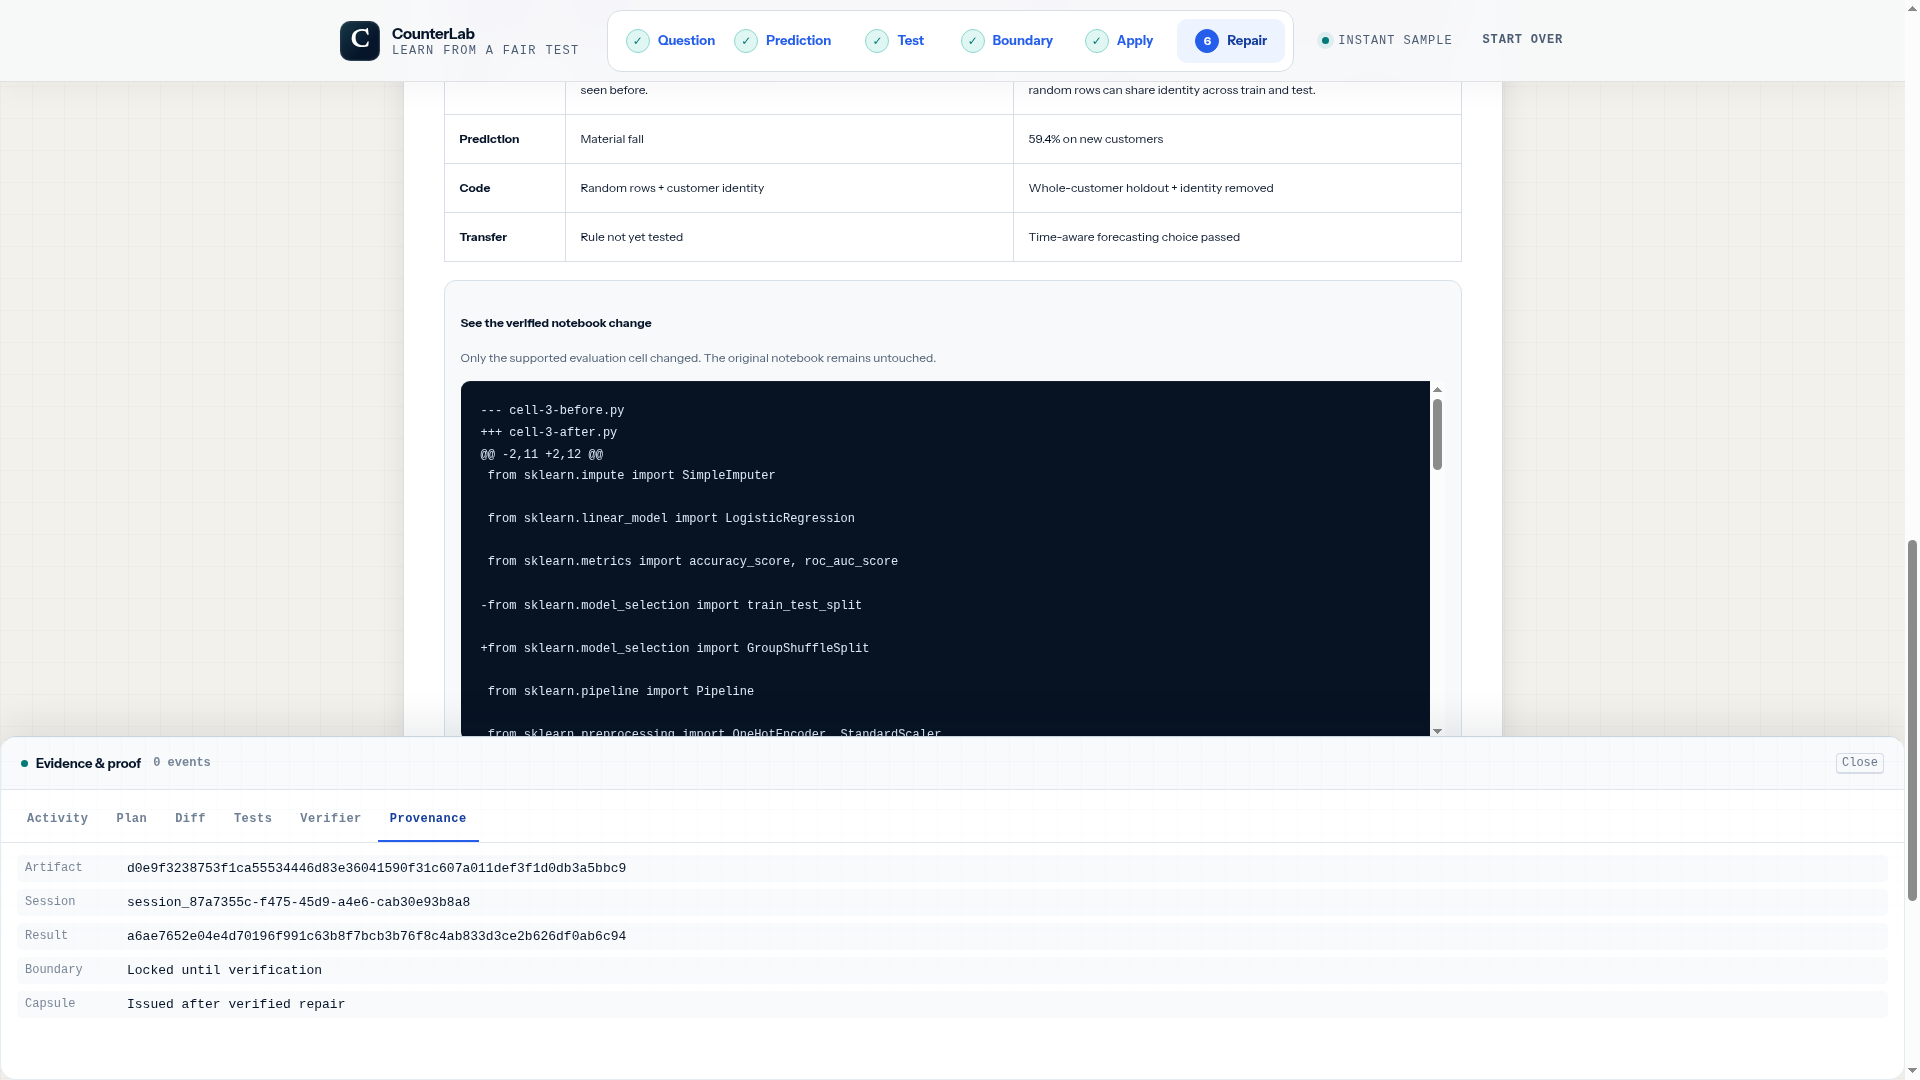 C
CounterLab
LEARN FROM A FAIR TEST
✓ Question
✓ Prediction
✓ Test
✓ Boundary
✓ Apply
6 Repair
INSTANT SAMPLE
START OVER
seen before.
random rows can share identity across train and test.
Prediction
Material fall
59.4% on new customers
Code
Random rows + customer identity
Whole-customer holdout + identity removed
Transfer
Rule not yet tested
Time-aware forecasting choice passed
See the verified notebook change
Only the supported evaluation cell changed. The original notebook remains untouched.
--- cell-3-before.py
+++ cell-3-after.py
@@ -2,11 +2,12 @@
from sklearn.impute import SimpleImputer
from sklearn.linear_model import LogisticRegression
from sklearn.metrics import accuracy_score, roc_auc_score
-from sklearn.model_selection import train_test_split
+from sklearn.model_selection import GroupShuffleSplit
from sklearn.pipeline import Pipeline
from sklearn.preprocessing import OneHotEncoder, StandardScaler
Evidence & proof
0 events
Close
Activity
Plan
Diff
Tests
Verifier
Provenance
Artifact
d0e9f3238753f1ca55534446d83e36041590f31c607a011def3f1d0db3a5bbc9
Session
session_87a7355c-f475-45d9-a4e6-cab30e93b8a8
Result
a6ae7652e04e4d70196f991c63b8f7bcb3b76f8c4ab833d3ce2b626df0ab6c94
Boundary
Locked until verification
Capsule
Issued after verified repair